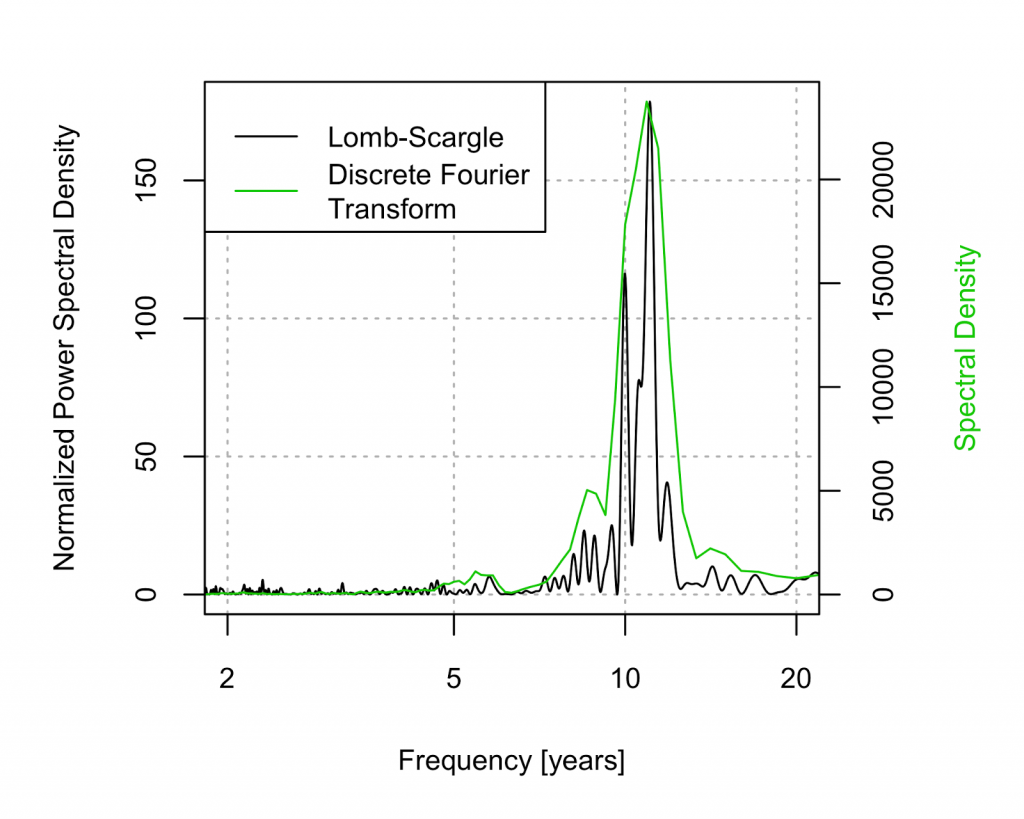 Lomb-Scargle
Discrete Fourier
Transform
Normalized Power Spectral Density
0
50
100
150
0
5000
10000
15000
20000
Spectral Density
2 5 10 20
Frequency [years]